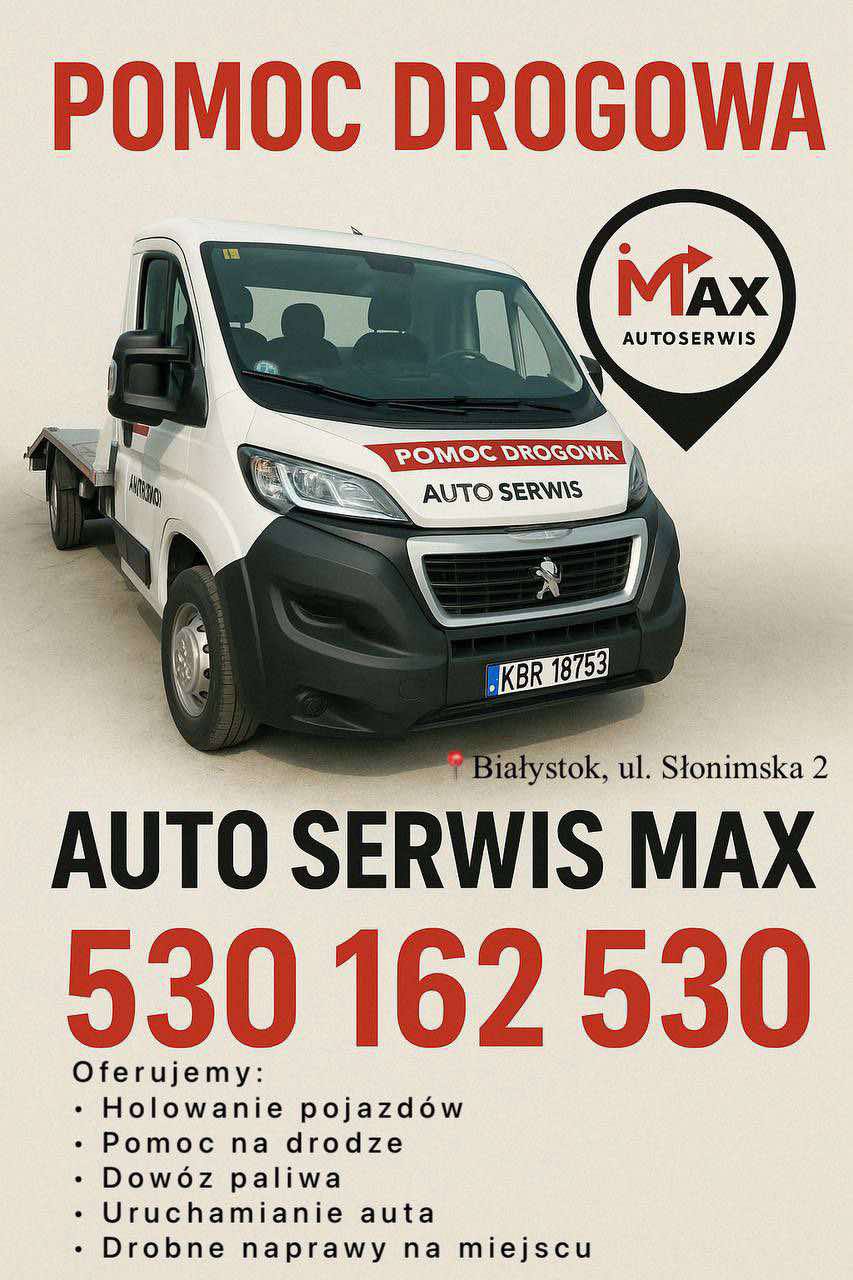 POMOC DROGOWA
MAX
AUTOSERWIS
POMOC DROGOWA
AUTO SERWIS
KBR 18753
📍Białystok, ul. Słonimska 2
AUTO SERWIS MAX
530 162 530
Oferujemy:
• Holowanie pojazdów
• Pomoc na drodze
• Dowóz paliwa
• Uruchamianie auta
• Drobne naprawy na miejscu